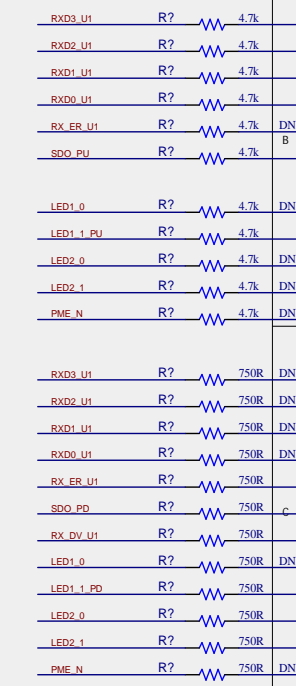 RXD3_U1 R? 4.7k
RXD2_U1 R? 4.7k
RXD1_U1 R? 4.7k
RXD0_U1 R? 4.7k
RX_ER_U1 R? 4.7k DN
B
SDO_PU R? 4.7k
LED1_0 R? 4.7k DN
LED1_1_PU R? 4.7k
LED2_0 R? 4.7k DN
LED2_1 R? 4.7k DN
PME_N R? 4.7k DN
RXD3_U1 R? 750R DN
RXD2_U1 R? 750R DN
RXD1_U1 R? 750R DN
RXD0_U1 R? 750R DN
RX_ER_U1 R? 750R
SDO_PD R? 750R C
RX_DV_U1 R? 750R
LED1_0 R? 750R DN
LED1_1_PD R? 750R
LED2_0 R? 750R
LED2_1 R? 750R
PME_N R? 750R DN